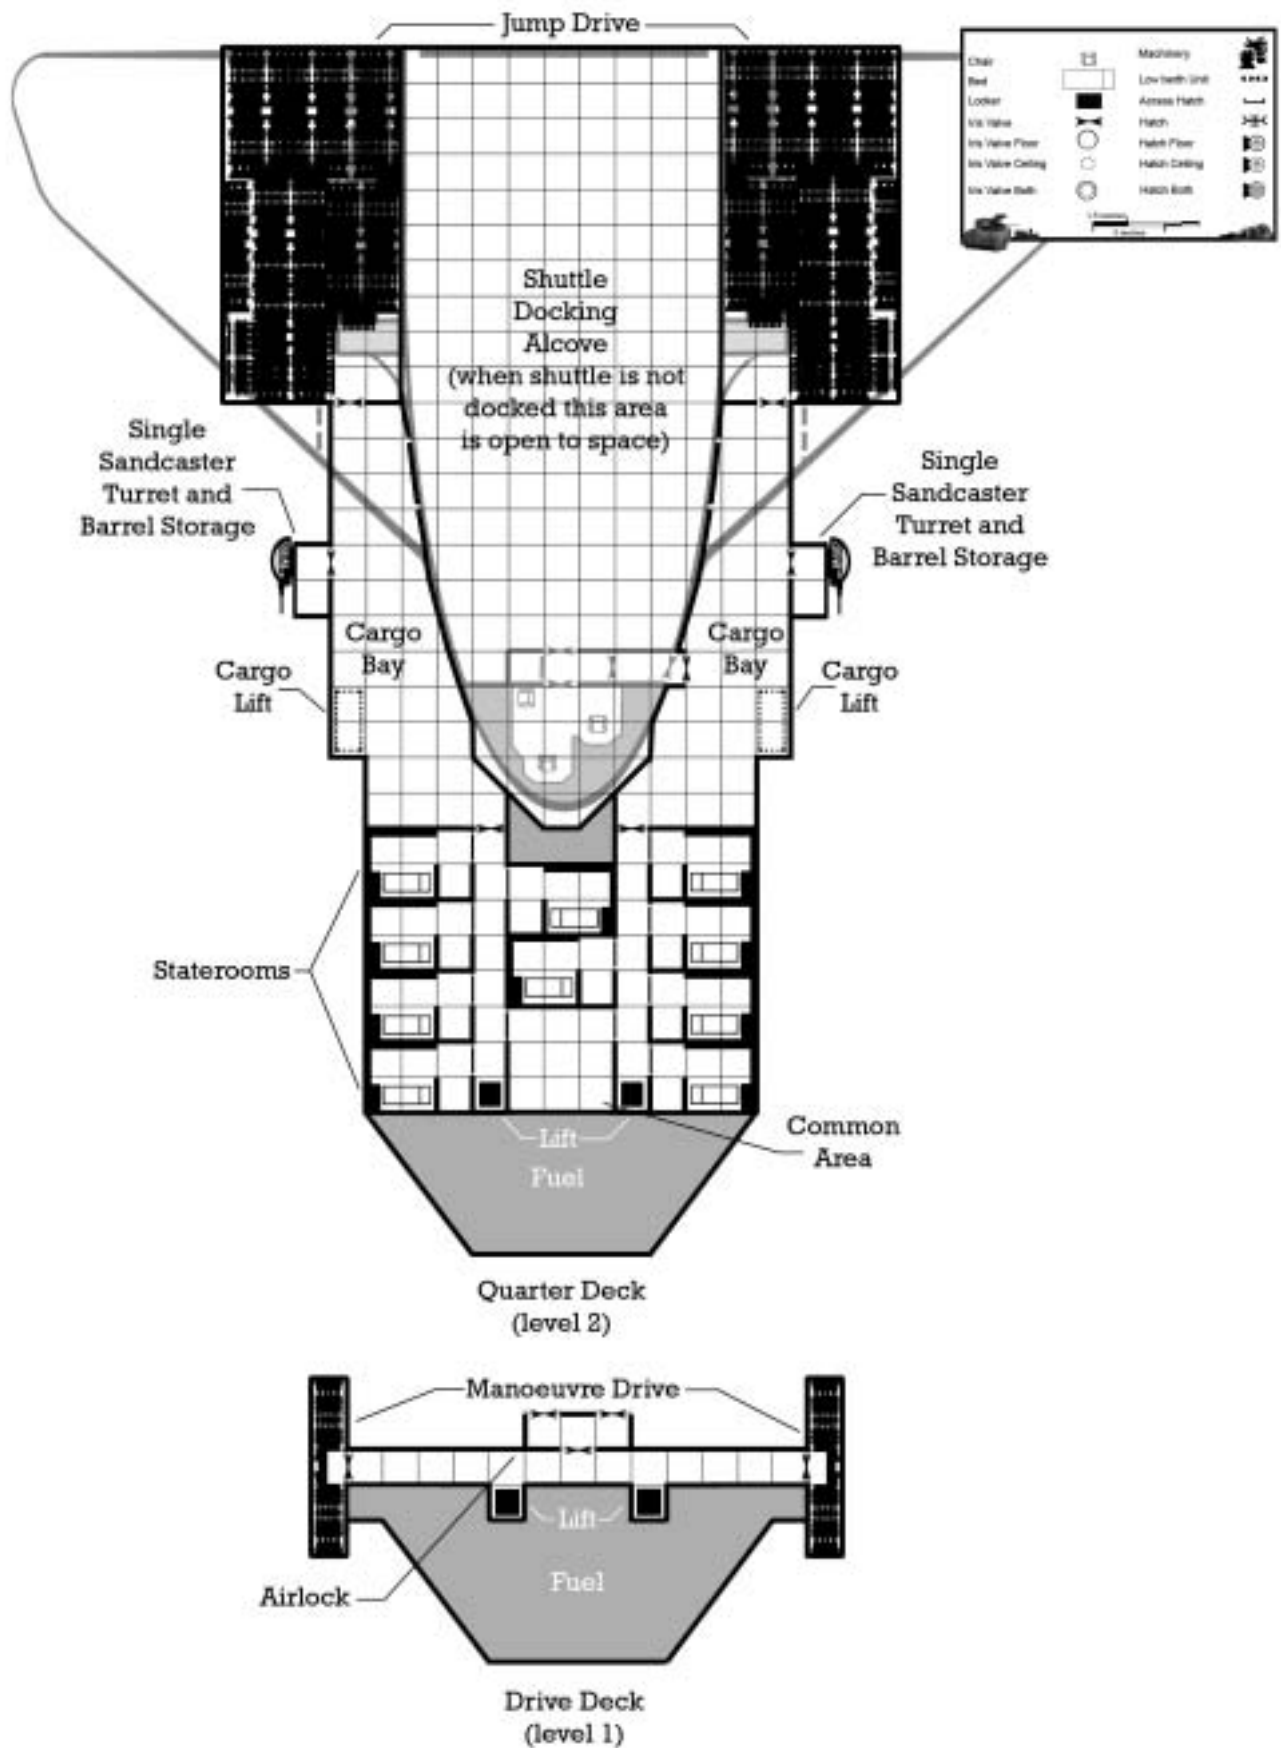 Jump Drive
Chair
Bed
Locker
Iris Valve
Iris Valve Floor
Iris Valve Ceiling
Iris Valve Both
Machinery
Low berth Unit
Access Hatch
Hatch
Hatch Floor
Hatch Ceiling
Hatch Both
Shuttle
Docking
Alcove
(when shuttle is not
docked this area
is open to space)
Single
Sandcaster
Turret and
Barrel Storage
Single
Sandcaster
Turret and
Barrel Storage
Cargo
Bay
Cargo
Bay
Cargo
Lift
Cargo
Lift
Staterooms
Lift
Fuel
Common
Area
Quarter Deck
(level 2)
Manoeuvre Drive
Lift
Fuel
Airlock
Drive Deck
(level 1)